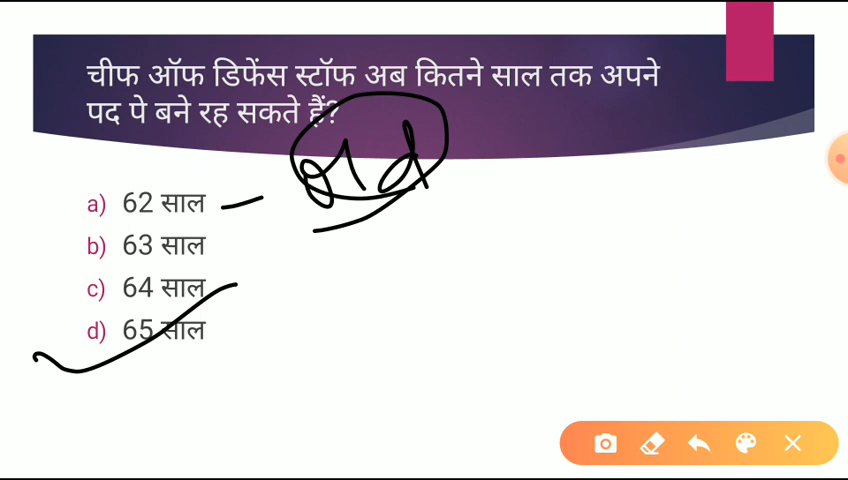 चीफ ऑफ डिफेंस स्टॉफ अब कितने साल तक अपने
पद पे बने रह सकते हैं?
a) 62 साल
b) 63 साल
c) 64 साल
d) 65 साल